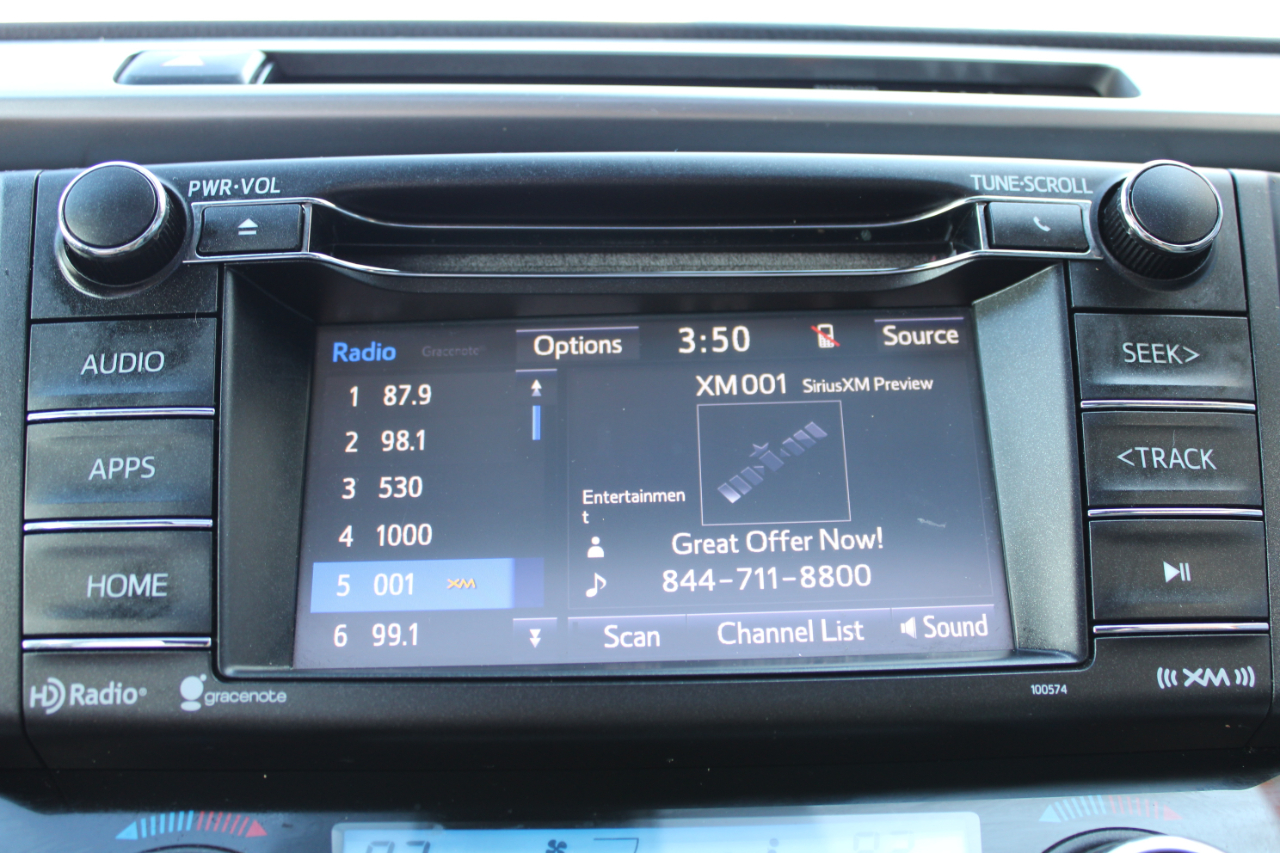 PWR·VOL
TUNE·SCROLL
AUDIO
APPS
HOME
SEEK>
<TRACK
Radio
Gracenote®
Options
3:50
Source
1 87.9
2 98.1
3 530
4 1000
5 001 XM
6 99.1
XM001 SiriusXM Preview
Entertainmen
t
Great Offer Now!
844-711-8800
Scan
Channel List
Sound
HD Radio®
gracenote
100574
((( XM )))